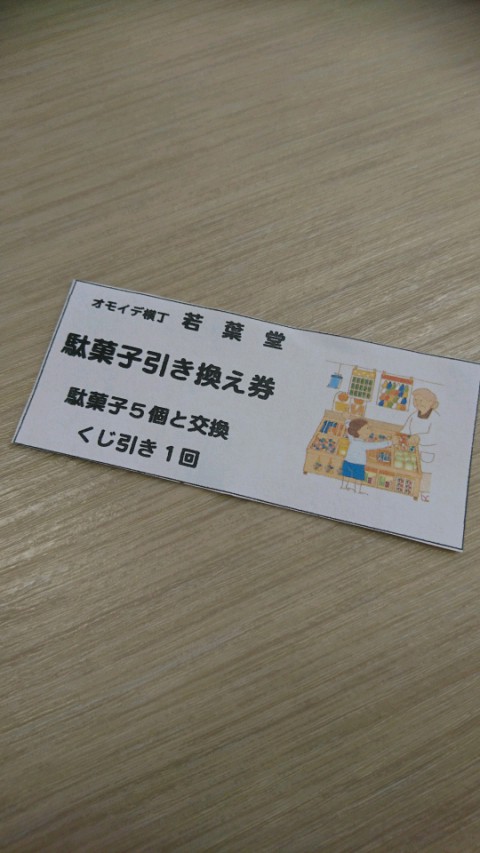 オモイデ横丁 若葉堂
駄菓子引き換え券
駄菓子5個と交換
くじ引き1回